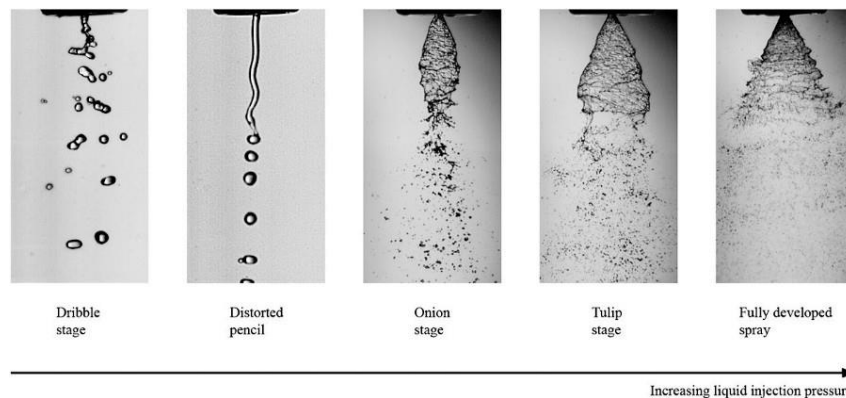 Dribble
stage
Distorted
pencil
Onion
stage
Tulip
stage
Fully developed
spray
Increasing liquid injection pressur